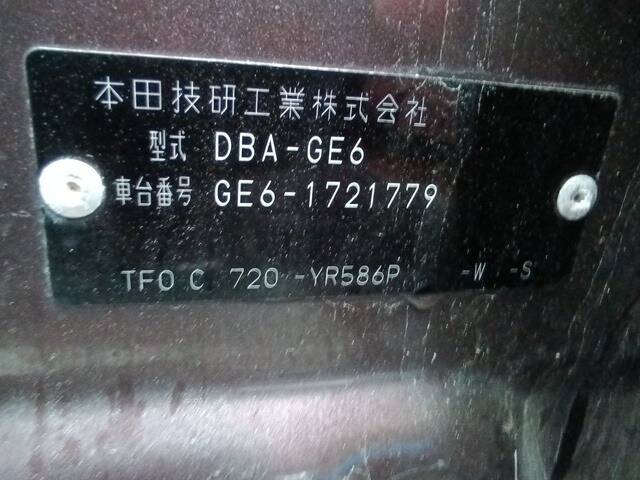 本田技研工業株式会社
型式 DBA-GE6
車台番号 GE6-1721779
TF0 C 720 -YR586P -W -S